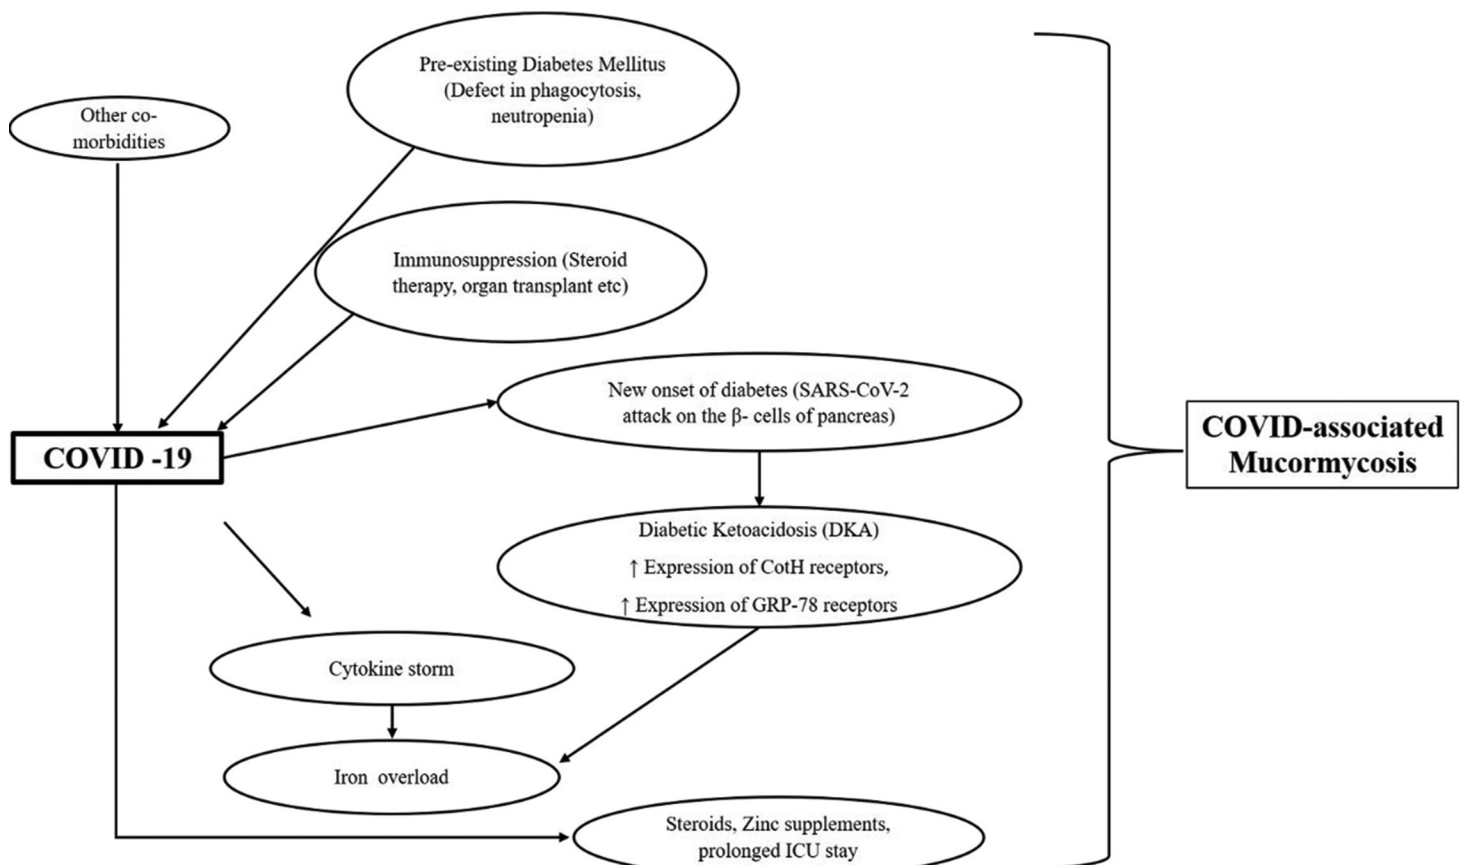 Pre-existing Diabetes Mellitus
(Defect in phagocytosis,
neutropenia)
Other co-
morbidities
Immunosuppression (Steroid
therapy, organ transplant etc)
New onset of diabetes (SARS-CoV-2
attack on the β- cells of pancreas)
COVID -19
COVID-associated
Mucormycosis
Diabetic Ketoacidosis (DKA)
↑ Expression of CotH receptors,
↑ Expression of GRP-78 receptors
Cytokine storm
Iron overload
Steroids, Zinc supplements,
prolonged ICU stay